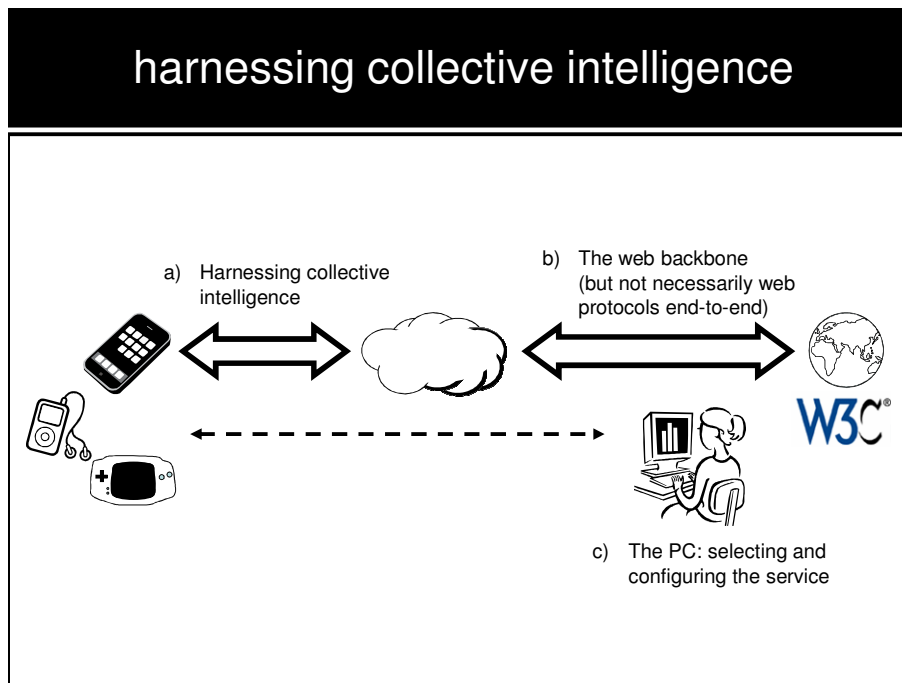 harnessing collective intelligence
a) Harnessing collective
intelligence
b) The web backbone
(but not necessarily web
protocols end-to-end)
W3C®
c) The PC: selecting and
configuring the service